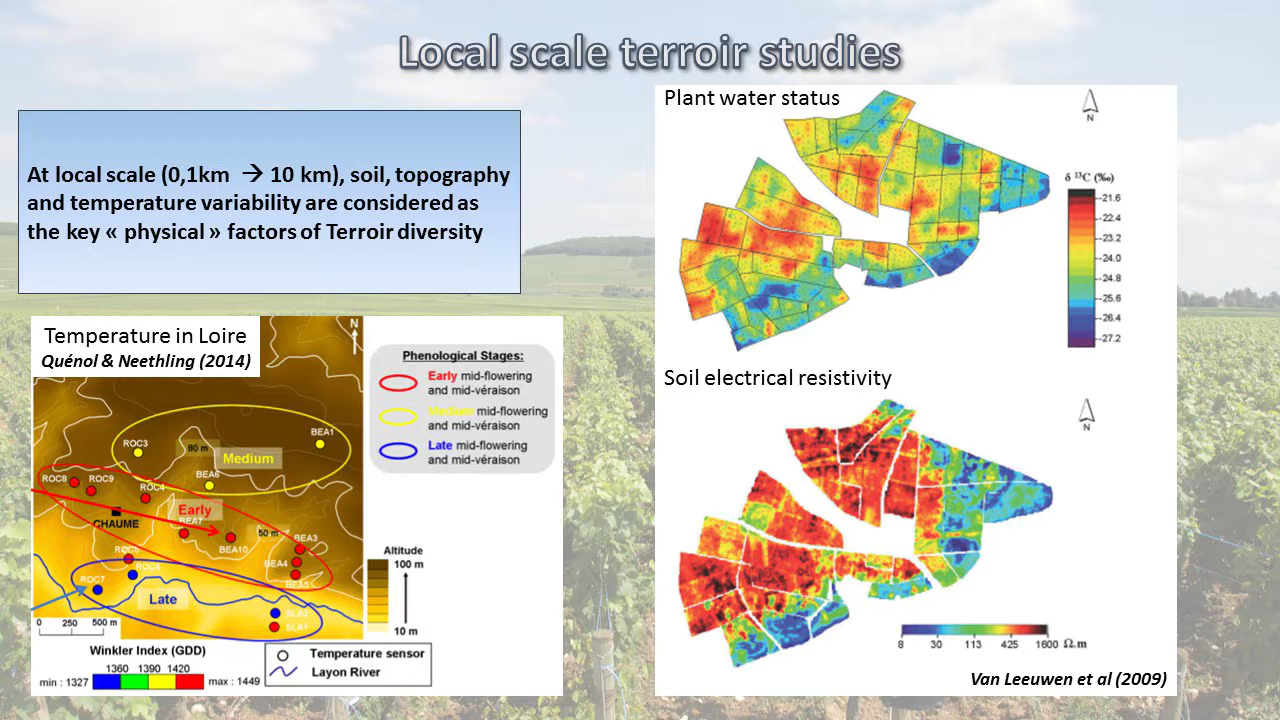 Local scale terroir studies
At local scale (0,1km → 10 km), soil, topography
and temperature variability are considered as
the key « physical » factors of Terroir diversity
Temperature in Loire
Quénol & Neethling (2014)
N
Phenological Stages:
Early mid-flowering
and mid-véraison
Medium mid-flowering
and mid-véraison
Late mid-flowering
and mid-véraison
ROC3
BEA1
80 m
Medium
ROC8
ROC9
BEA6
ROC4
Early
CHAUME
BEA7
BEA10
50 m
BEA3
BEA4
BEA5
ROC6
ROC7
Late
SLA2
SLA1
Altitude
100 m
10 m
0 250 500 m
Winkler Index (GDD)
1360 1390 1420
min : 1327
max : 1449
Temperature sensor
Layon River
Plant water status
N
δ ¹³C (‰)
-21.6
-22.4
-23.2
-24.0
-24.8
-25.6
-26.4
-27.2
Soil electrical resistivity
N
8 30 113 425 1600 Ω.m
Van Leeuwen et al (2009)